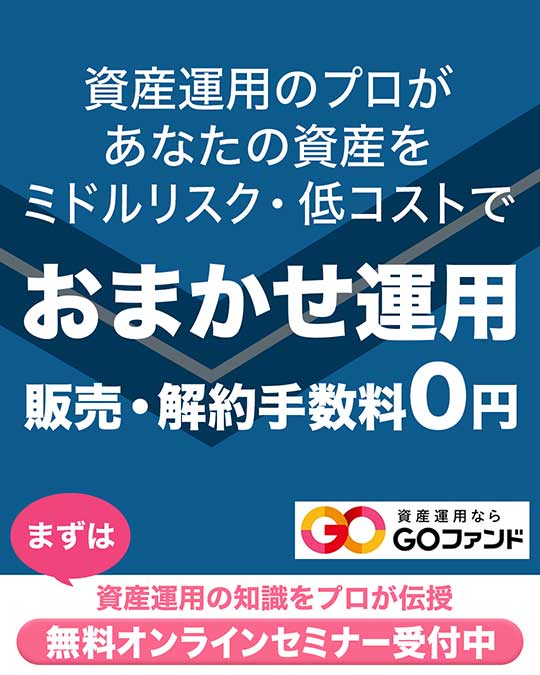 資産運用のプロが
あなたの資産を
ミドルリスク・低コストで
おまかせ運用
販売・解約手数料0円
資産運用なら
GOファンド
まずは
資産運用の知識をプロが伝授
無料オンラインセミナー受付中